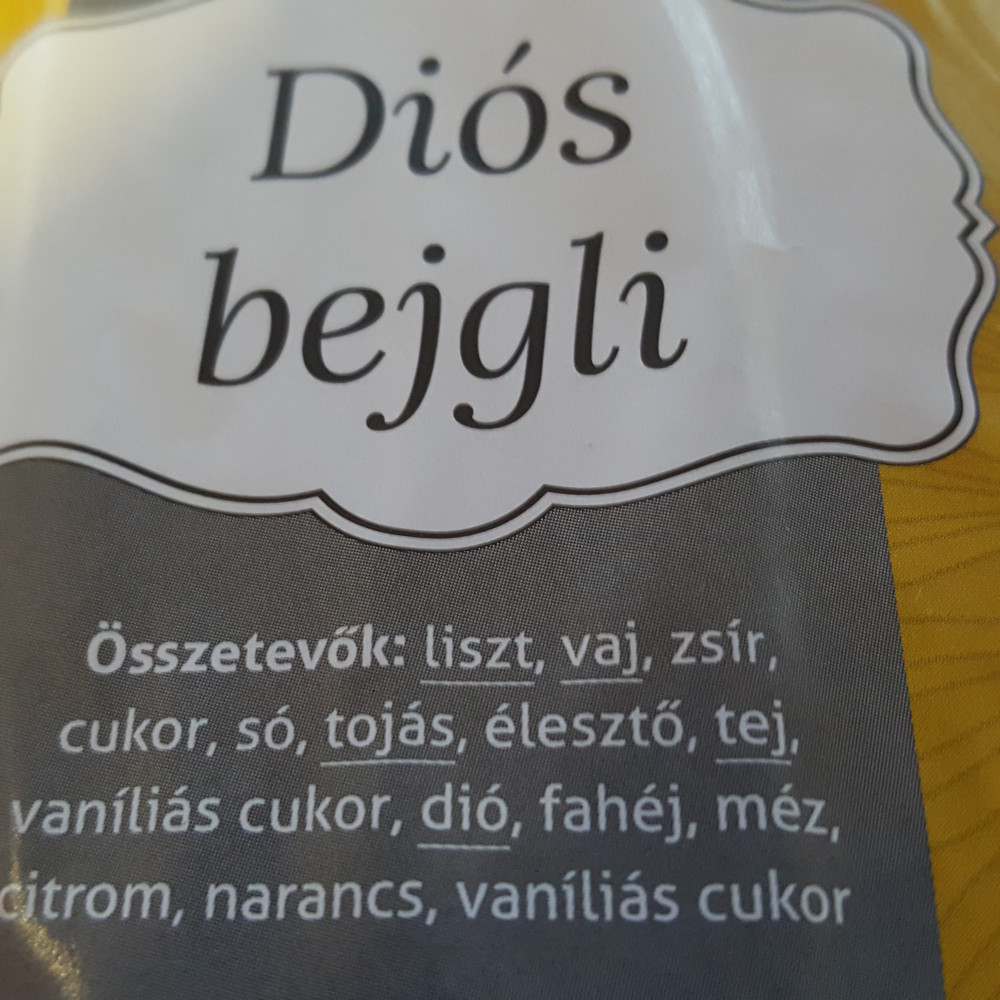 Diós
bejgli
Összetevők: liszt, vaj, zsír,
cukor, só, tojás, élesztő, tej,
vaníliás cukor, dió, fahéj, méz,
citrom, narancs, vaníliás cukor